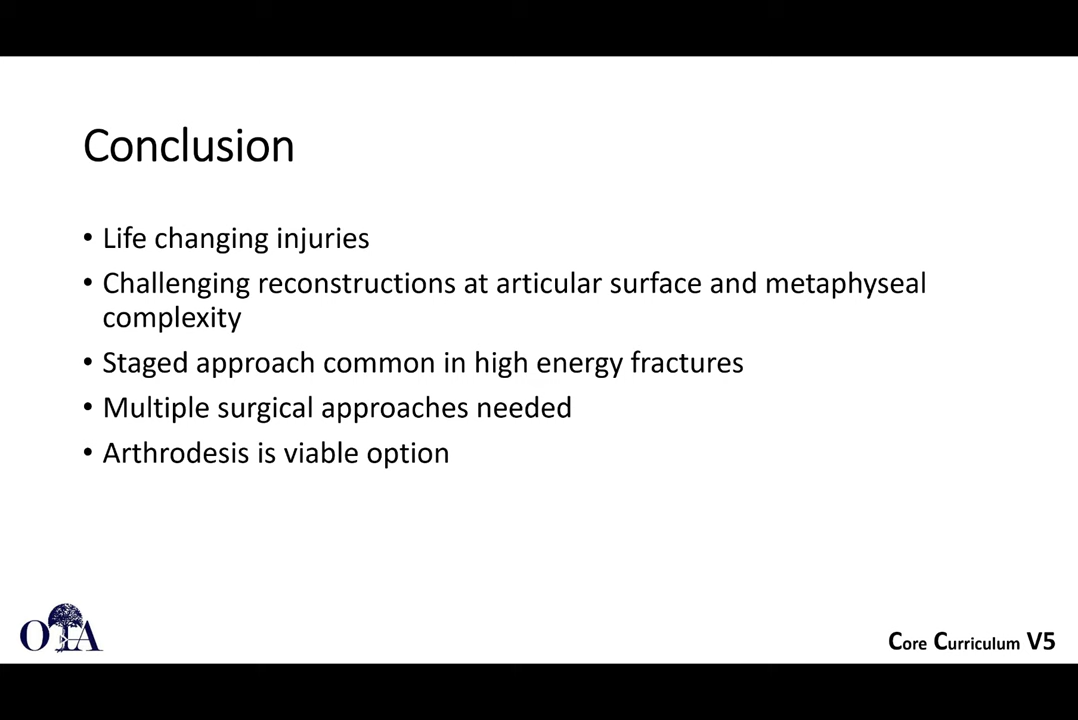 Conclusion
• Life changing injuries
• Challenging reconstructions at articular surface and metaphyseal
complexity
• Staged approach common in high energy fractures
• Multiple surgical approaches needed
• Arthrodesis is viable option
OTA
Core Curriculum V5